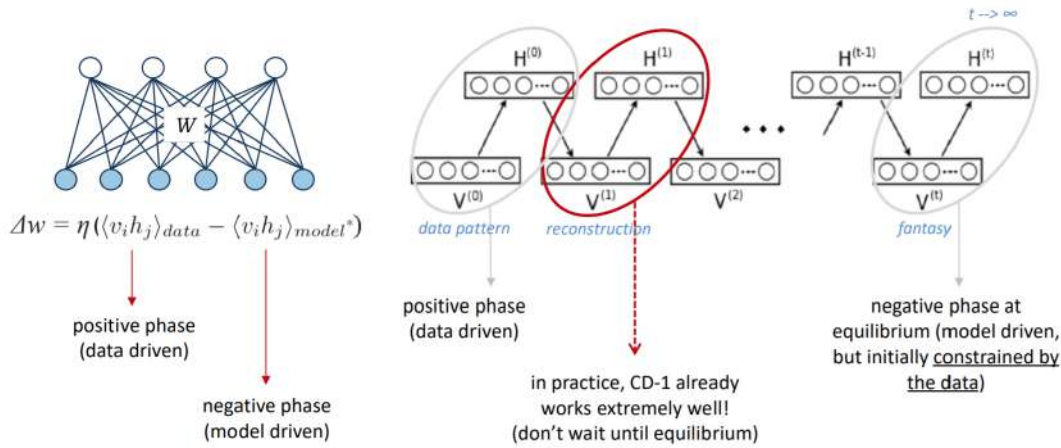 t --> ∞
H⁽⁰⁾ H⁽¹⁾ H⁽ᵗ⁻¹⁾ H⁽ᵗ⁾
W
V⁽⁰⁾ V⁽¹⁾ V⁽²⁾ V⁽ᵗ⁾
Δw = η (⟨vᵢhⱼ⟩data − ⟨vᵢhⱼ⟩model*)
data pattern reconstruction fantasy
positive phase
(data driven)
negative phase
(model driven)
positive phase
(data driven)
in practice, CD-1 already
works extremely well!
(don't wait until equilibrium)
negative phase at
equilibrium (model driven,
but initially constrained by
the data)